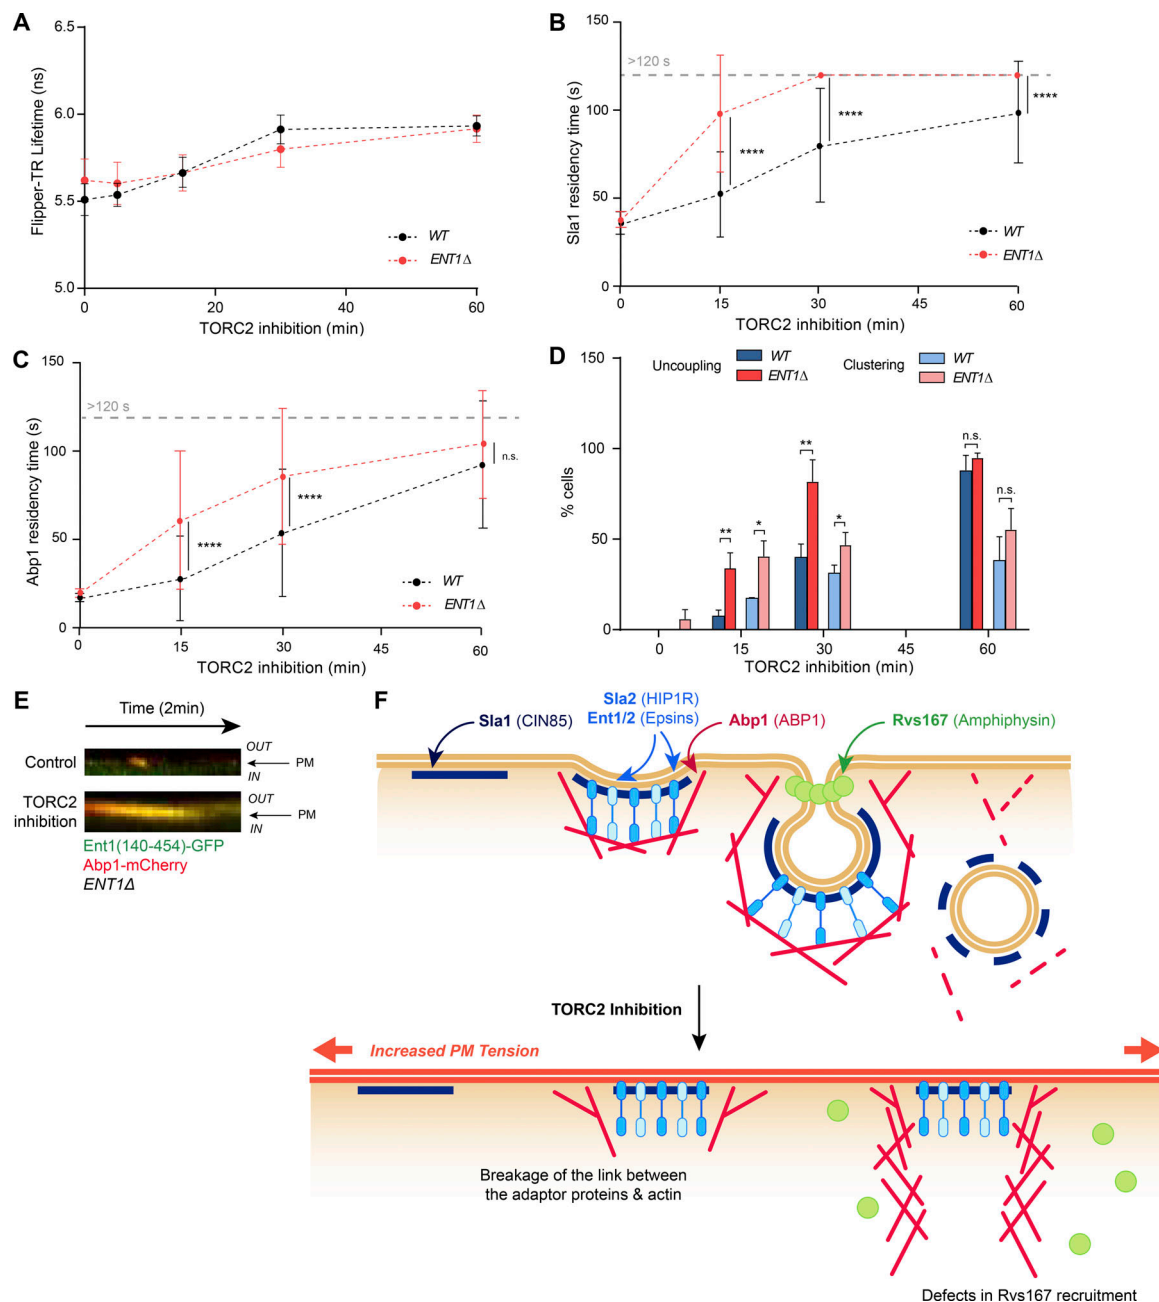 A
6.5
6.0
5.5
5.0
Flipper-TR Lifetime (ns)
WT
ENT1Δ
0
20
40
60
TORC2 inhibition (min)
B
150
100
50
0
Sla1 residency time (s)
>120 s
****
****
****
WT
ENT1Δ
0
15
30
45
60
TORC2 inhibition (min)
C
150
100
50
0
Abp1 residency time (s)
>120 s
****
****
n.s.
WT
ENT1Δ
0
15
30
45
60
TORC2 inhibition (min)
D
150
100
50
0
% cells
Uncoupling
WT
ENT1Δ
Clustering
WT
ENT1Δ
**
*
**
*
n.s.
n.s.
0
15
30
45
60
TORC2 inhibition (min)
E
Time (2min)
Control
OUT
PM
IN
TORC2
inhibition
OUT
PM
IN
Ent1(140-454)-GFP
Abp1-mCherry
ENT1Δ
F
Sla1 (CIN85)
Sla2 (HIP1R)
Ent1/2 (Epsins)
Abp1 (ABP1)
Rvs167 (Amphiphysin)
TORC2 Inhibition
Increased PM Tension
Breakage of the link between
the adaptor proteins & actin
Defects in Rvs167 recruitment